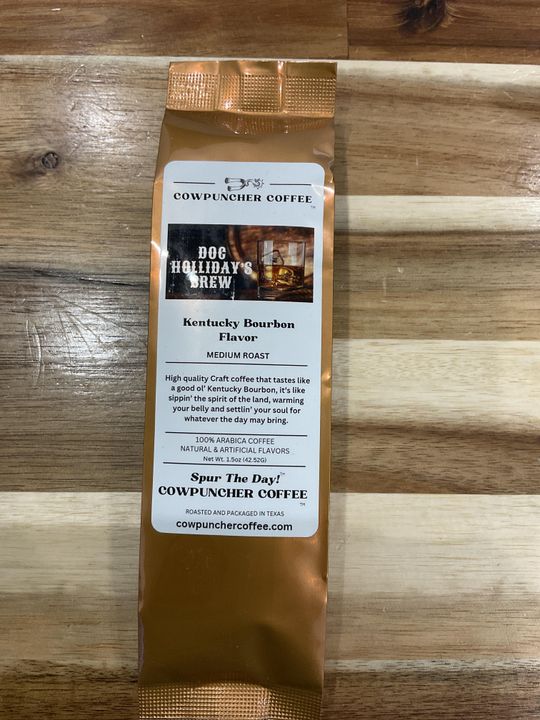 COWPUNCHER COFFEE
TM
DOC
HOLLIDAY'S
BREW
Kentucky Bourbon
Flavor
MEDIUM ROAST
High quality Craft coffee that tastes like
a good ol' Kentucky Bourbon, it's like
sippin' the spirit of the land, warming
your belly and settlin' your soul for
whatever the day may bring.
100% ARABICA COFFEE
NATURAL & ARTIFICIAL FLAVORS
Net Wt. 1.5oz (42.52G)
Spur The Day!™
COWPUNCHER COFFEE
TM
ROASTED AND PACKAGED IN TEXAS
cowpunchercoffee.com